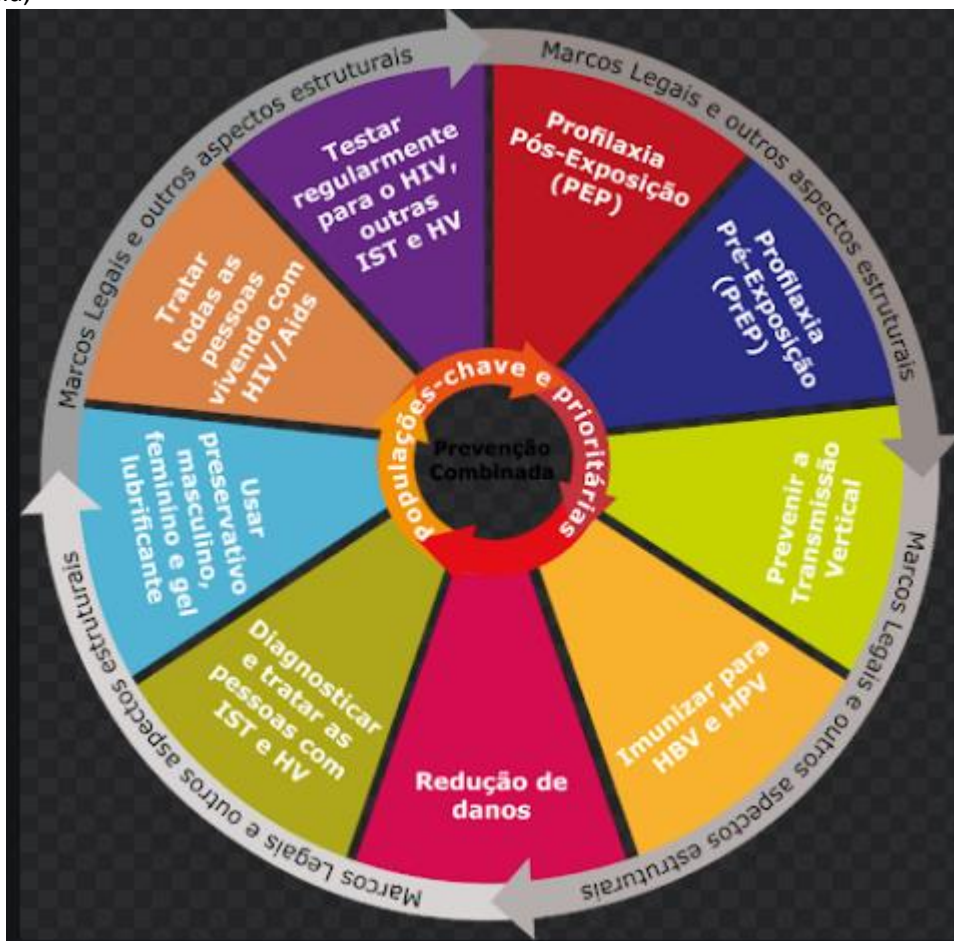 Marcos Legais e outros aspectos estruturais
Marcos Legais e outros aspectos estruturais
Marcos Legais e outros aspectos estruturais
Marcos Legais e outros aspectos estruturais
Profilaxia
Pós-Exposição
(PEP)
Profilaxia
Pré-Exposição
(PrEP)
Prevenir a
Transmissão
Vertical
Imunizar para
HBV e HPV
Redução de
danos
Diagnosticar
e tratar as
pessoas com
IST e HV
Usar
preservativo
masculino,
feminino e gel
lubrificante
Tratar
todas as
pessoas
vivendo com
HIV/Aids
Testar
regularmente
para o HIV,
outras
IST e HV
Populações-chave e prioritárias
Prevenção
Combinada